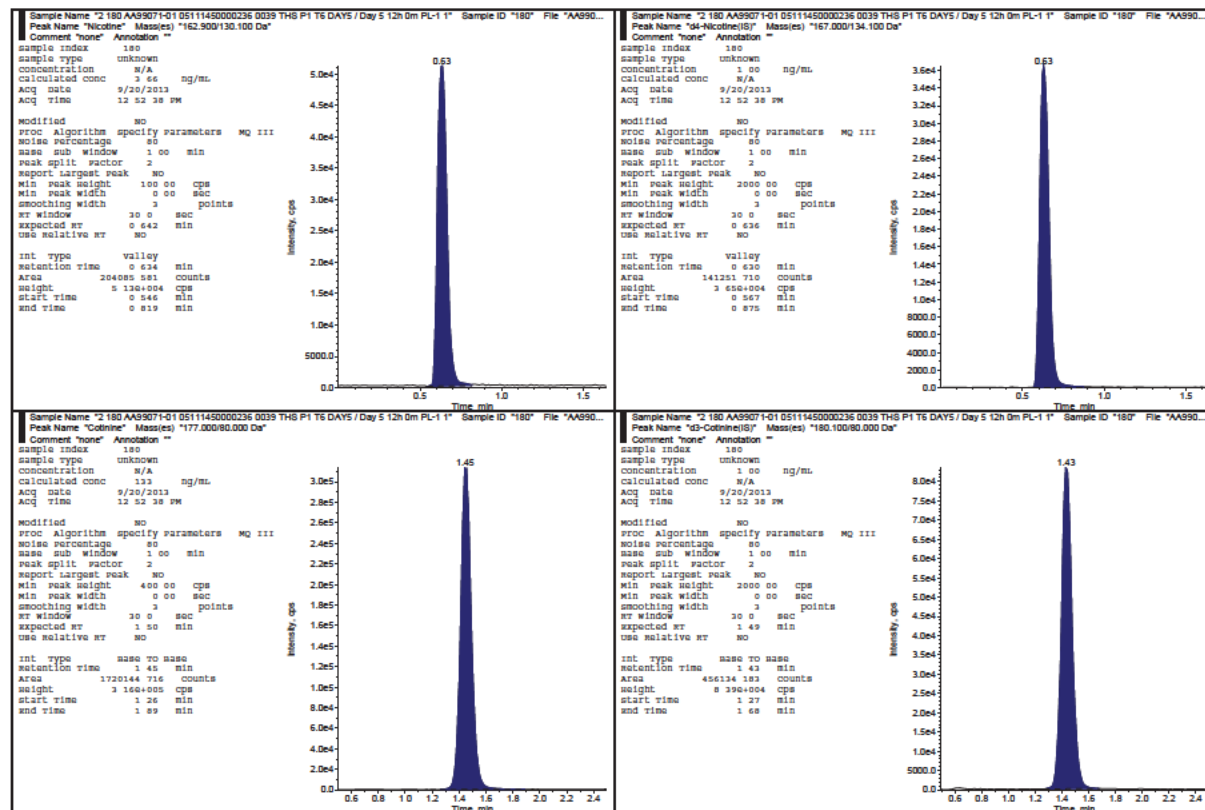 Sample Name "2 180 AA99071-01 05111450000236 0039 THS P1 T6 DAY5 / Day 5 12h 0m PL-1 1" Sample ID "180" File "AA990...
Peak Name "Nicotine" Mass(es) "162.900/130.100 Da"
Comment "none" Annotation ""
Sample Index 180
Sample Type Unknown
Concentration N/A
Calculated Conc 3 66 ng/mL
Acq Date 9/20/2013
Acq Time 12 52 38 PM
Modified NO
Proc Algorithm Specify Parameters MQ III
Noise Percentage 80
Base Sub Window 1 00 min
Peak Split Factor 2
Report Largest Peak NO
Min Peak Height 100 00 cps
Min Peak Width 0 00 sec
Smoothing Width 3 points
RT Window 30 0 sec
Expected RT 0 642 min
Use Relative RT NO
Int Type Valley
Retention Time 0 634 min
Area 204085 581 counts
Height 5 13e+004 cps
Start Time 0 546 min
End Time 0 819 min
0.63
Intensity, cps
5.0e4
4.5e4
4.0e4
3.5e4
3.0e4
2.5e4
2.0e4
1.5e4
1.0e4
5000.0
0.0
0.5 1.0 1.5
Time, min
Sample Name "2 180 AA99071-01 05111450000236 0039 THS P1 T6 DAY5 / Day 5 12h 0m PL-1 1" Sample ID "180" File "AA990...
Peak Name "d4-Nicotine(IS)" Mass(es) "167.000/134.100 Da"
Comment "none" Annotation ""
Sample Index 180
Sample Type Unknown
Concentration 1 00 ng/mL
Calculated Conc N/A
Acq Date 9/20/2013
Acq Time 12 52 38 PM
Modified NO
Proc Algorithm Specify Parameters MQ III
Noise Percentage 80
Base Sub Window 1 00 min
Peak Split Factor 2
Report Largest Peak NO
Min Peak Height 2000 00 cps
Min Peak Width 0 00 sec
Smoothing Width 3 points
RT Window 30 0 sec
Expected RT 0 636 min
Use Relative RT NO
Int Type Valley
Retention Time 0 630 min
Area 141251 710 counts
Height 3 65e+004 cps
Start Time 0 567 min
End Time 0 875 min
0.63
Intensity, cps
3.6e4
3.4e4
3.2e4
3.0e4
2.8e4
2.6e4
2.4e4
2.2e4
2.0e4
1.8e4
1.6e4
1.4e4
1.2e4
1.0e4
8000.0
6000.0
4000.0
2000.0
0.0
0.5 1.0 1.5
Time, min
Sample Name "2 180 AA99071-01 05111450000236 0039 THS P1 T6 DAY5 / Day 5 12h 0m PL-1 1" Sample ID "180" File "AA990...
Peak Name "Cotinine" Mass(es) "177.000/80.000 Da"
Comment "none" Annotation ""
Sample Index 180
Sample Type Unknown
Concentration N/A
Calculated Conc 133 ng/mL
Acq Date 9/20/2013
Acq Time 12 52 38 PM
Modified NO
Proc Algorithm Specify Parameters MQ III
Noise Percentage 80
Base Sub Window 1 00 min
Peak Split Factor 2
Report Largest Peak NO
Min Peak Height 400 00 cps
Min Peak Width 0 00 sec
Smoothing Width 3 points
RT Window 30 0 sec
Expected RT 1 50 min
Use Relative RT NO
Int Type Base To Base
Retention Time 1 45 min
Area 1720144 716 counts
Height 3 16e+005 cps
Start Time 1 26 min
End Time 1 89 min
1.45
Intensity, cps
3.0e5
2.8e5
2.6e5
2.4e5
2.2e5
2.0e5
1.8e5
1.6e5
1.4e5
1.2e5
1.0e5
8.0e4
6.0e4
4.0e4
2.0e4
0.0
0.6 0.8 1.0 1.2 1.4 1.6 1.8 2.0 2.2 2.4
Time, min
Sample Name "2 180 AA99071-01 05111450000236 0039 THS P1 T6 DAY5 / Day 5 12h 0m PL-1 1" Sample ID "180" File "AA990...
Peak Name "d3-Cotinine(IS)" Mass(es) "180.100/80.000 Da"
Comment "none" Annotation ""
Sample Index 180
Sample Type Unknown
Concentration 1 00 ng/mL
Calculated Conc N/A
Acq Date 9/20/2013
Acq Time 12 52 38 PM
Modified NO
Proc Algorithm Specify Parameters MQ III
Noise Percentage 80
Base Sub Window 1 00 min
Peak Split Factor 2
Report Largest Peak NO
Min Peak Height 2000 00 cps
Min Peak Width 0 00 sec
Smoothing Width 3 points
RT Window 30 0 sec
Expected RT 1 49 min
Use Relative RT NO
Int Type Base To Base
Retention Time 1 43 min
Area 456134 183 counts
Height 8 39e+004 cps
Start Time 1 27 min
End Time 1 68 min
1.43
Intensity, cps
8.0e4
7.5e4
7.0e4
6.5e4
6.0e4
5.5e4
5.0e4
4.5e4
4.0e4
3.5e4
3.0e4
2.5e4
2.0e4
1.5e4
1.0e4
5000.0
0.0
0.6 0.8 1.0 1.2 1.4 1.6 1.8 2.0 2.2 2.4
Time, min